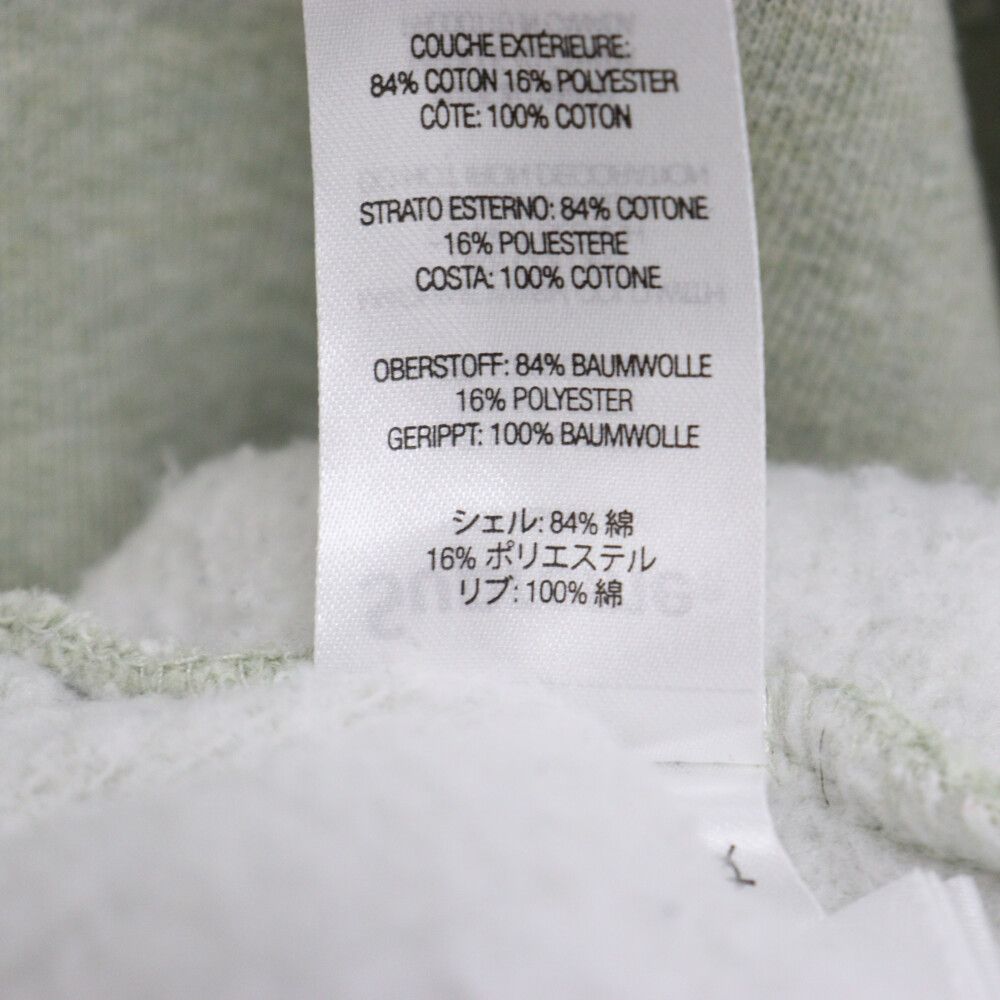 COUCHE EXTÉRIEURE:
84% COTON 16% POLYESTER
CÔTE: 100% COTON
STRATO ESTERNO: 84% COTONE
16% POLIESTERE
COSTA: 100% COTONE
OBERSTOFF: 84% BAUMWOLLE
16% POLYESTER
GERIPPT: 100% BAUMWOLLE
シェル: 84% 綿
16% ポリエステル
リブ: 100% 綿